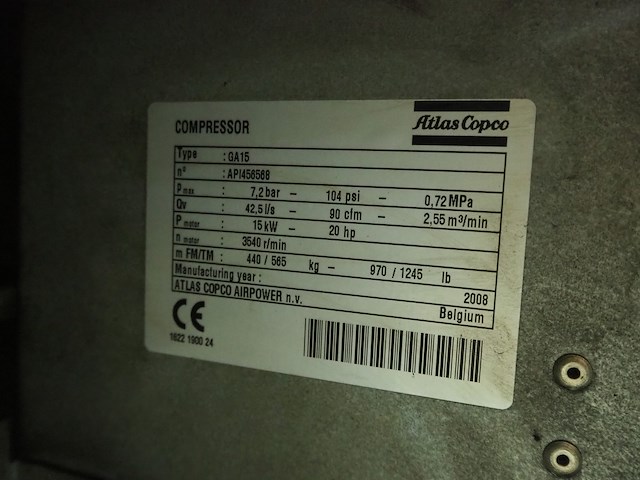 COMPRESSOR
Atlas Copco
Type : GA15
nº : API456568
Pmax : 7,2 bar – 104 psi – 0,72 MPa
Qv : 42,5 l/s – 90 cfm – 2,55 m³/min
P motor : 15 kW – 20 hp
n motor : 3540 r/min
m FM/TM : 440 / 565 kg – 970 / 1245 lb
Manufacturing year : 2008
ATLAS COPCO AIRPOWER n.v. Belgium
CE
1622 1900 24